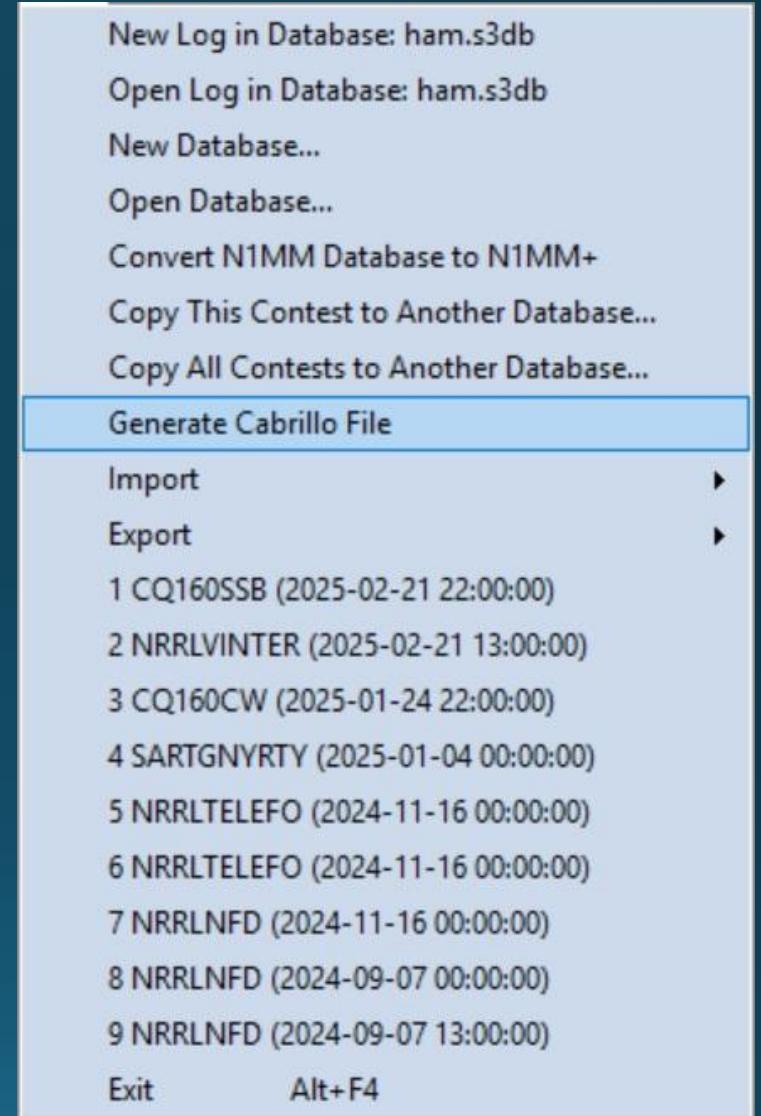 New Log in Database: ham.s3db
Open Log in Database: ham.s3db
New Database...
Open Database...
Convert N1MM Database to N1MM+
Copy This Contest to Another Database...
Copy All Contests to Another Database...
Generate Cabrillo File
Import
Export
1 CQ160SSB (2025-02-21 22:00:00)
2 NRRLVINTER (2025-02-21 13:00:00)
3 CQ160CW (2025-01-24 22:00:00)
4 SARTGNYRTY (2025-01-04 00:00:00)
5 NRRLTELEFO (2024-11-16 00:00:00)
6 NRRLTELEFO (2024-11-16 00:00:00)
7 NRRLNFD (2024-11-16 00:00:00)
8 NRRLNFD (2024-09-07 00:00:00)
9 NRRLNFD (2024-09-07 13:00:00)
Exit Alt+F4